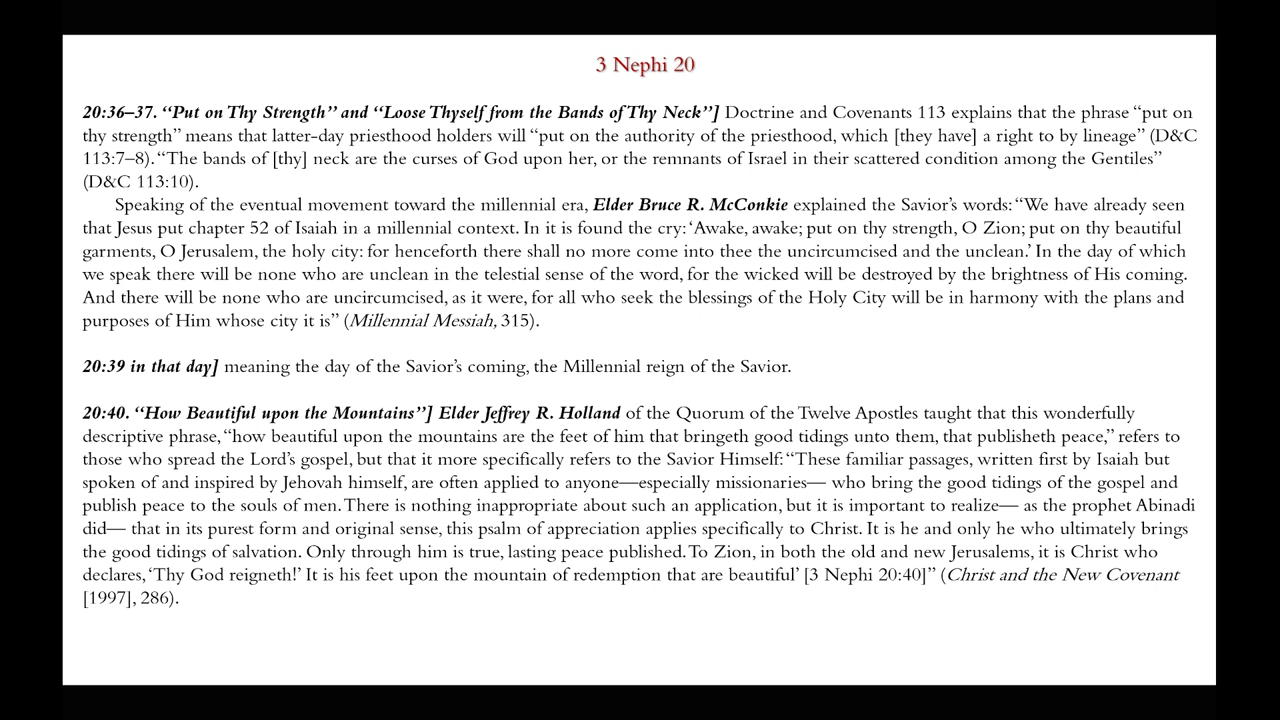 3 Nephi 20
20:36–37. “Put on Thy Strength” and “Loose Thyself from the Bands of Thy Neck”] Doctrine and Covenants 113 explains that the phrase “put on
thy strength” means that latter-day priesthood holders will “put on the authority of the priesthood, which [they have] a right to by lineage” (D&C
113:7–8). “The bands of [thy] neck are the curses of God upon her, or the remnants of Israel in their scattered condition among the Gentiles”
(D&C 113:10).
Speaking of the eventual movement toward the millennial era, Elder Bruce R. McConkie explained the Savior’s words: “We have already seen
that Jesus put chapter 52 of Isaiah in a millennial context. In it is found the cry: ‘Awake, awake; put on thy strength, O Zion; put on thy beautiful
garments, O Jerusalem, the holy city: for henceforth there shall no more come into thee the uncircumcised and the unclean.’ In the day of which
we speak there will be none who are unclean in the telestial sense of the word, for the wicked will be destroyed by the brightness of His coming.
And there will be none who are uncircumcised, as it were, for all who seek the blessings of the Holy City will be in harmony with the plans and
purposes of Him whose city it is” (Millennial Messiah, 315).
20:39 in that day] meaning the day of the Savior’s coming, the Millennial reign of the Savior.
20:40. “How Beautiful upon the Mountains”] Elder Jeffrey R. Holland of the Quorum of the Twelve Apostles taught that this wonderfully
descriptive phrase, “how beautiful upon the mountains are the feet of him that bringeth good tidings unto them, that publisheth peace,” refers to
those who spread the Lord’s gospel, but that it more specifically refers to the Savior Himself: “These familiar passages, written first by Isaiah but
spoken of and inspired by Jehovah himself, are often applied to anyone—especially missionaries— who bring the good tidings of the gospel and
publish peace to the souls of men. There is nothing inappropriate about such an application, but it is important to realize— as the prophet Abinadi
did— that in its purest form and original sense, this psalm of appreciation applies specifically to Christ. It is he and only he who ultimately brings
the good tidings of salvation. Only through him is true, lasting peace published. To Zion, in both the old and new Jerusalems, it is Christ who
declares, ‘Thy God reigneth!’ It is his feet upon the mountain of redemption that are beautiful’ [3 Nephi 20:40]” (Christ and the New Covenant
[1997], 286).